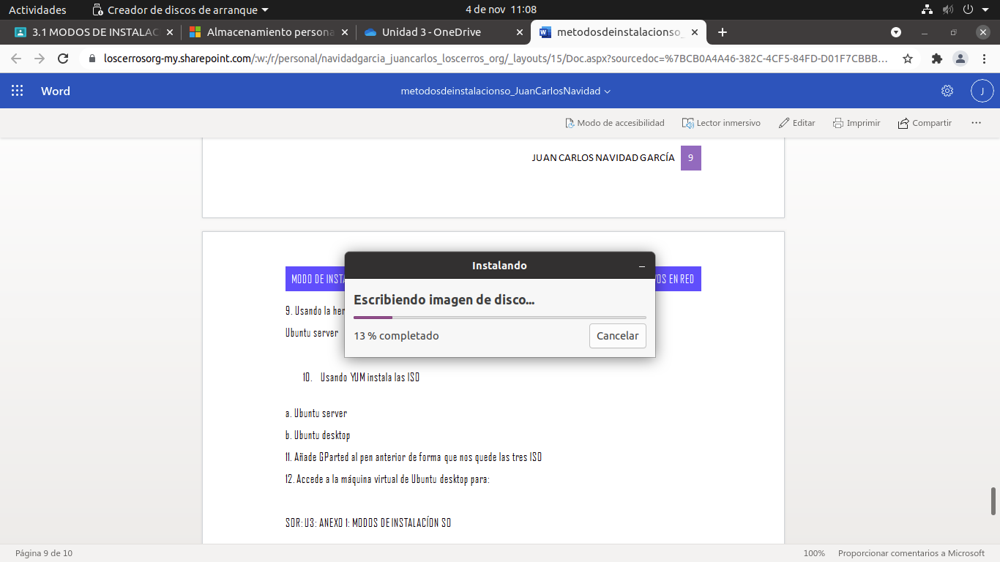 Actividades Creador de discos de arranque 4 de nov 11:08
3.1 MODOS DE INSTALAC Almacenamiento persona Unidad 3 - OneDrive metodosdeinstalacionso_
loscerrosorg-my.sharepoint.com/:w:/r/personal/navidadgarcia_juancarlos_loscerros_org/_layouts/15/Doc.aspx?sourcedoc=%7BCB0A4A46-382C-4CF5-84FD-D01F7CBBB...
Word metodosdeinstalacionso_JuanCarlosNavidad J
Modo de accesibilidad Lector inmersivo Editar Imprimir Compartir ...
JUAN CARLOS NAVIDAD GARCÍA 9
MODO DE INSTA OS EN RED
Instalando
Escribiendo imagen de disco...
13 % completado Cancelar
9. Usando la her
Ubuntu server
10. Usando YUM instala las ISO
a. Ubuntu server
b. Ubuntu desktop
11. Añade GParted al pen anterior de forma que nos quede las tres ISO
12. Accede a la máquina virtual de Ubuntu desktop para:
SOR: U3: ANEXO 1: MODOS DE INSTALACÍON SO
Página 9 de 10 100% Proporcionar comentarios a Microsoft